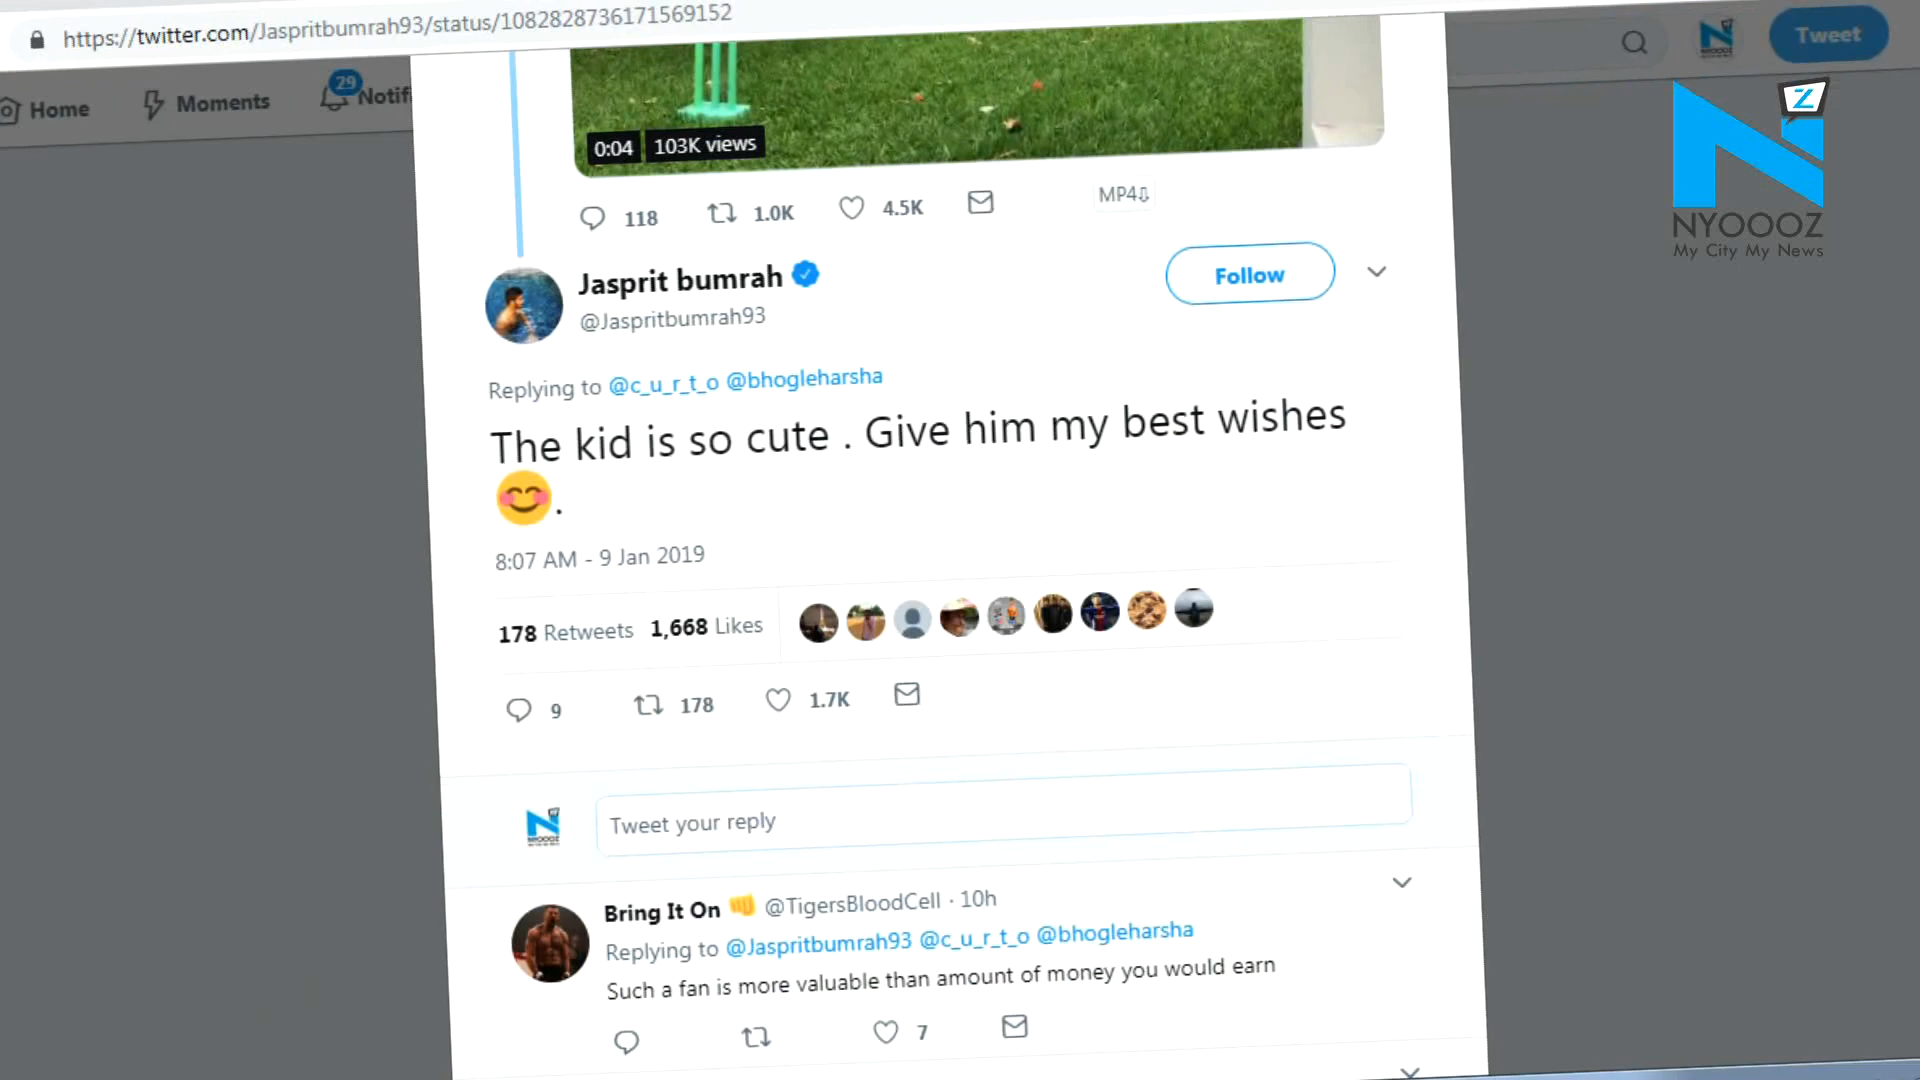 https://twitter.com/Jaspritbumrah93/status/1082828736171569152
Home
Moments
29
Notif
Tweet
Z
NYOOOZ
My City My News
0:04
103K views
118
1.0K
4.5K
MP4⇩
Jasprit bumrah
Follow
@Jaspritbumrah93
Replying to @c_u_r_t_o @bhogleharsha
The kid is so cute . Give him my best wishes
😊.
8:07 AM - 9 Jan 2019
178 Retweets 1,668 Likes
9
178
1.7K
NYOOOZ
Tweet your reply
Bring It On 👊 @TigersBloodCell · 10h
Replying to @Jaspritbumrah93 @c_u_r_t_o @bhogleharsha
Such a fan is more valuable than amount of money you would earn
7